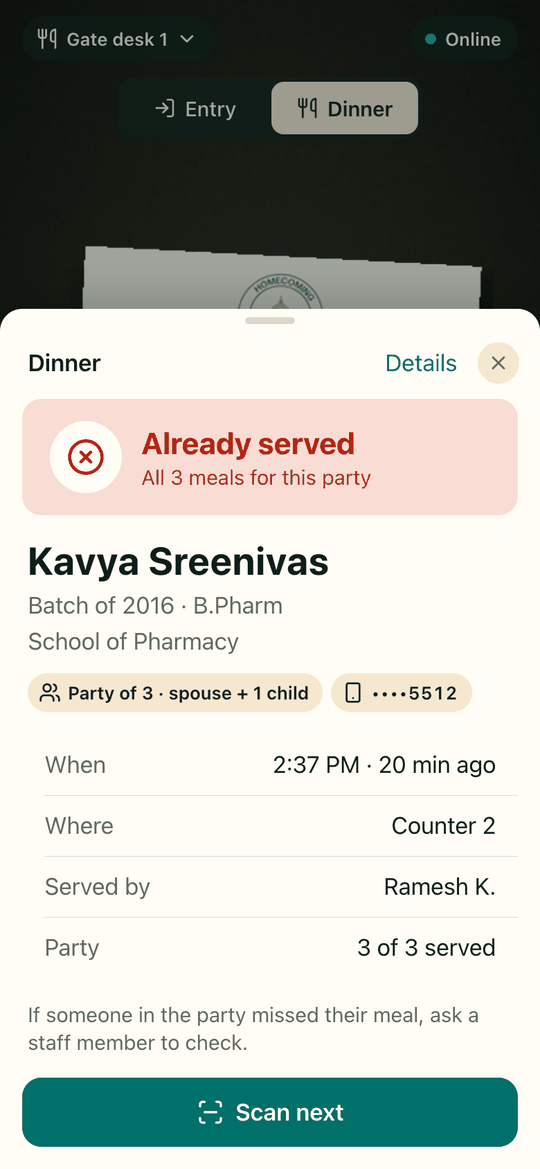 Gate desk 1
Online
Entry
Dinner
HOMECOMING
Dinner
Details
Already served
All 3 meals for this party
Kavya Sreenivas
Batch of 2016 · B.Pharm
School of Pharmacy
Party of 3 · spouse + 1 child
••••5512
When
2:37 PM · 20 min ago
Where
Counter 2
Served by
Ramesh K.
Party
3 of 3 served
If someone in the party missed their meal, ask a
staff member to check.
Scan next